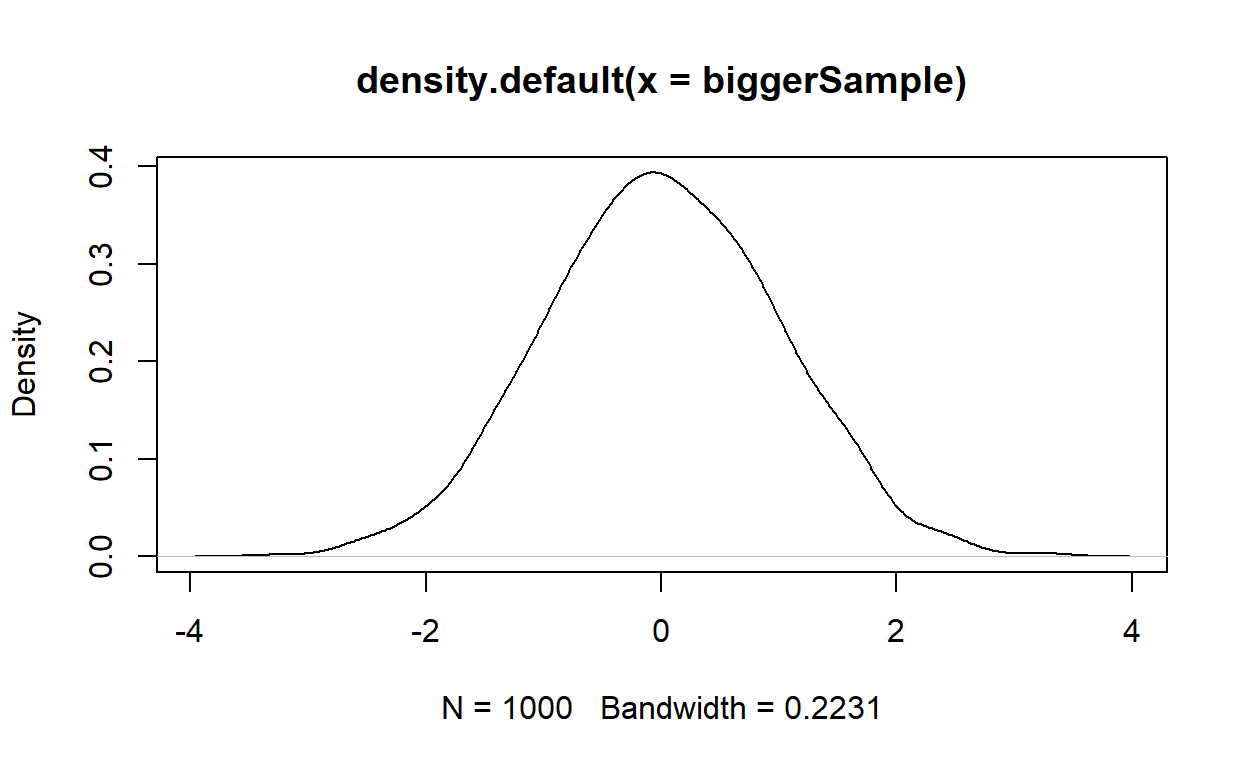 density.default(x = biggerSample)
Density
0.4
0.3
0.2
0.1
0.0
-4 -2 0 2 4
N = 1000 Bandwidth = 0.2231